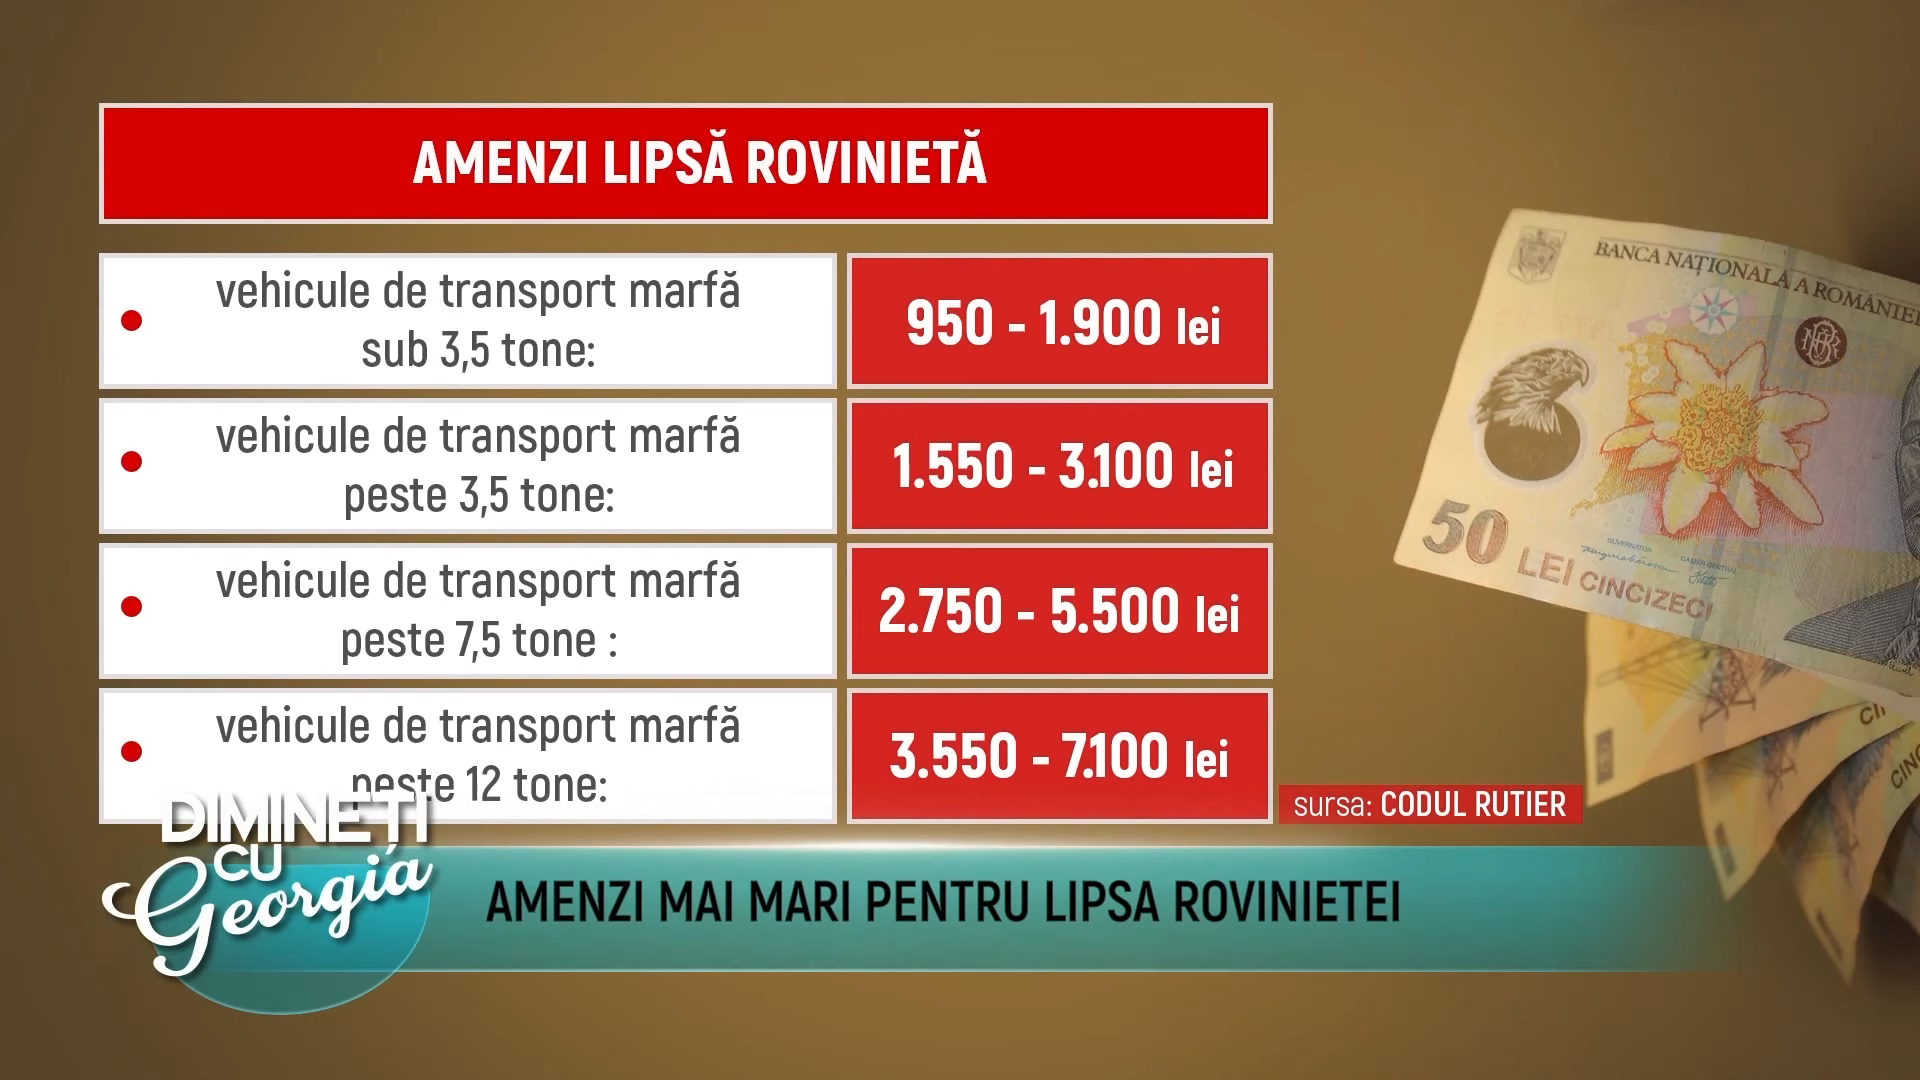 AMENZI LIPSĂ ROVINIETĂ
vehicule de transport marfă
sub 3,5 tone:
950 - 1.900 lei
vehicule de transport marfă
peste 3,5 tone:
1.550 - 3.100 lei
vehicule de transport marfă
peste 7,5 tone :
2.750 - 5.500 lei
vehicule de transport marfă
peste 12 tone:
3.550 - 7.100 lei
sursa: CODUL RUTIER
DIMINEȚI
CU
Georgia
AMENZI MAI MARI PENTRU LIPSA ROVINIETEI
BANCA NAȚIONALĂ A ROMÂNIEI
GUVERNATOR
CASIER CENTRAL
50 LEI CINCIZECI